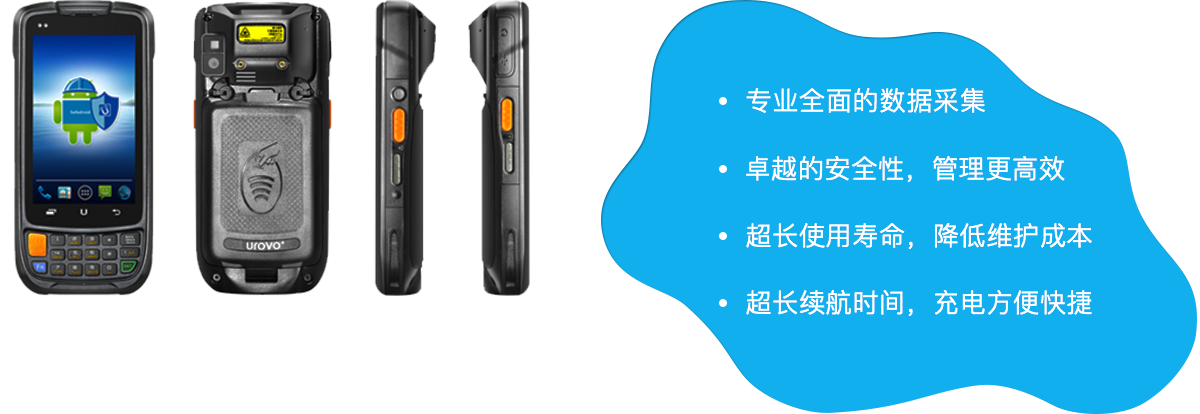 UROVO
专业全面的数据采集
卓越的安全性，管理更高效
超长使用寿命，降低维护成本
超长续航时间，充电方便快捷